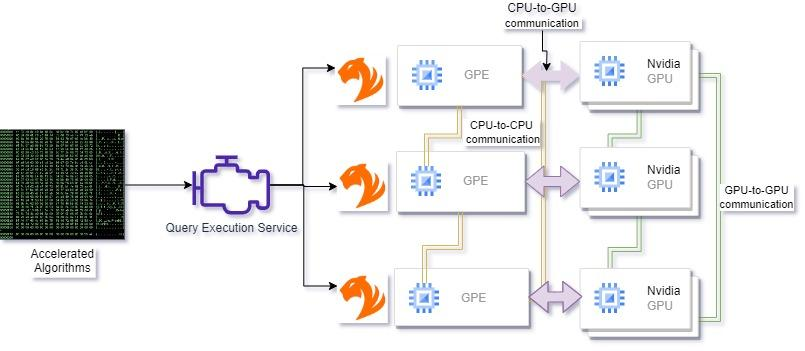 CPU-to-GPU
communication
GPE
Nvidia
GPU
CPU-to-CPU
communication
GPE
Nvidia
GPU
GPU-to-GPU
communication
Query Execution Service
Accelerated
Algorithms
GPE
Nvidia
GPU